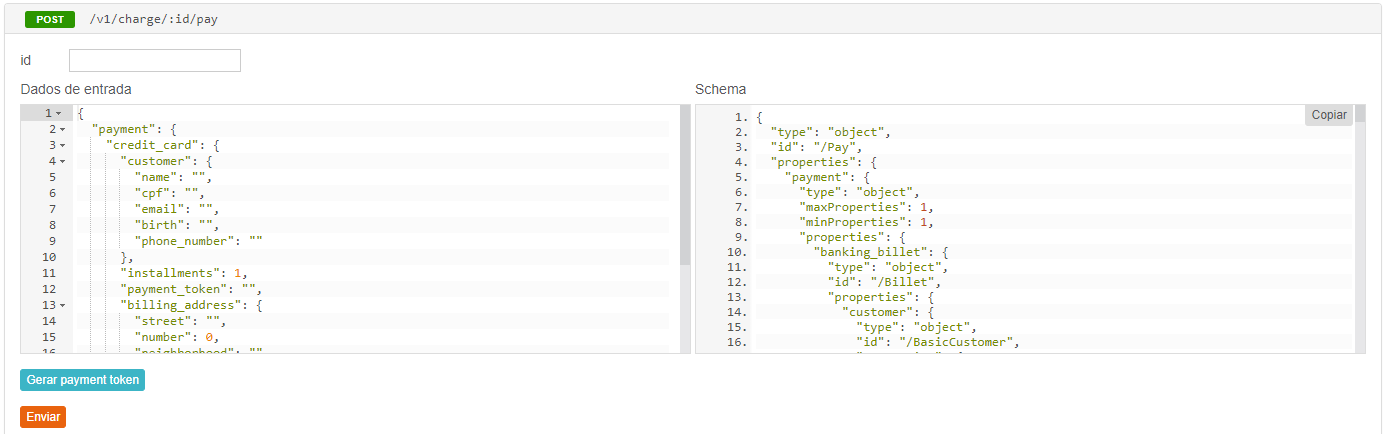 POST /v1/charge/:id/pay
id
Dados de entrada
1 {
2 "payment": {
3 "credit_card": {
4 "customer": {
5 "name": "",
6 "cpf": "",
7 "email": "",
8 "birth": "",
9 "phone_number": ""
10 },
11 "installments": 1,
12 "payment_token": "",
13 "billing_address": {
14 "street": "",
15 "number": 0,
16 "neighborhood": ""
Schema
Copiar
1. {
2. "type": "object",
3. "id": "/Pay",
4. "properties": {
5. "payment": {
6. "type": "object",
7. "maxProperties": 1,
8. "minProperties": 1,
9. "properties": {
10. "banking_billet": {
11. "type": "object",
12. "id": "/Billet",
13. "properties": {
14. "customer": {
15. "type": "object",
16. "id": "/BasicCustomer",
Gerar payment token
Enviar